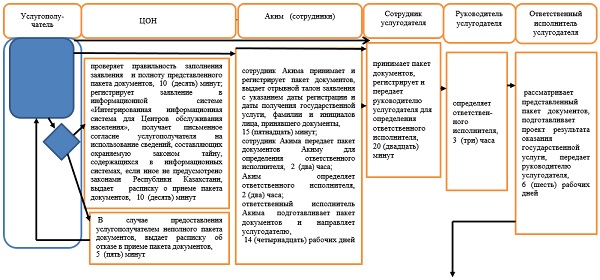 Услугополу-
чатель
ЦОН
Аким (сотрудники)
Сотрудник
услугодателя
Руководитель
услугодателя
Ответственный
исполнитель
услугодателя
проверяет правильность заполнения
заявления и полноту представленного
пакета документов, 10 (десять) минут;
регистрирует заявление в
информационной системе
«Интегрированная информационная
система для Центров обслуживания
населения», получает письменное
согласие услугополучателя на
использование сведений, составляющих
охраняемую законом тайну,
содержащихся в информационных
системах, если иное не предусмотрено
законами Республики Казахстан,
выдает расписку о приеме пакета
документов, 10 (десять) минут
В случае предоставления
услугополучателем неполного пакета
документов, выдает расписку об
отказе в приеме пакета документов,
5 (пять) минут
сотрудник Акима принимает и
регистрирует пакет документов,
выдает отрывной талон заявления
с указанием даты регистрации и
даты получения государственной
услуги, фамилии и инициалов
лица, принявшего документы,
15 (пятнадцать) минут;
сотрудник Акима передает пакет
документов Акиму для
определения ответственного
исполнителя, 2 (два) часа;
Аким определяет
ответственного исполнителя,
2 (два) часа;
ответственный исполнитель
Акима подготавливает пакет
документов и направляет
услугодателю,
14 (четырнадцать) рабочих дней
принимает пакет
документов,
регистрирует и
передает
руководителю
услугодателя для
определения
ответственного
исполнителя,
20 (двадцать)
минут
определяет
ответствен-
ного
исполнителя,
3 (три) часа
рассматривает
представленный
пакет документов,
подготавливает
проект результата
оказания
государственной
услуги, передает
руководителю
услугодателя,
6 (шесть) рабочих
дней